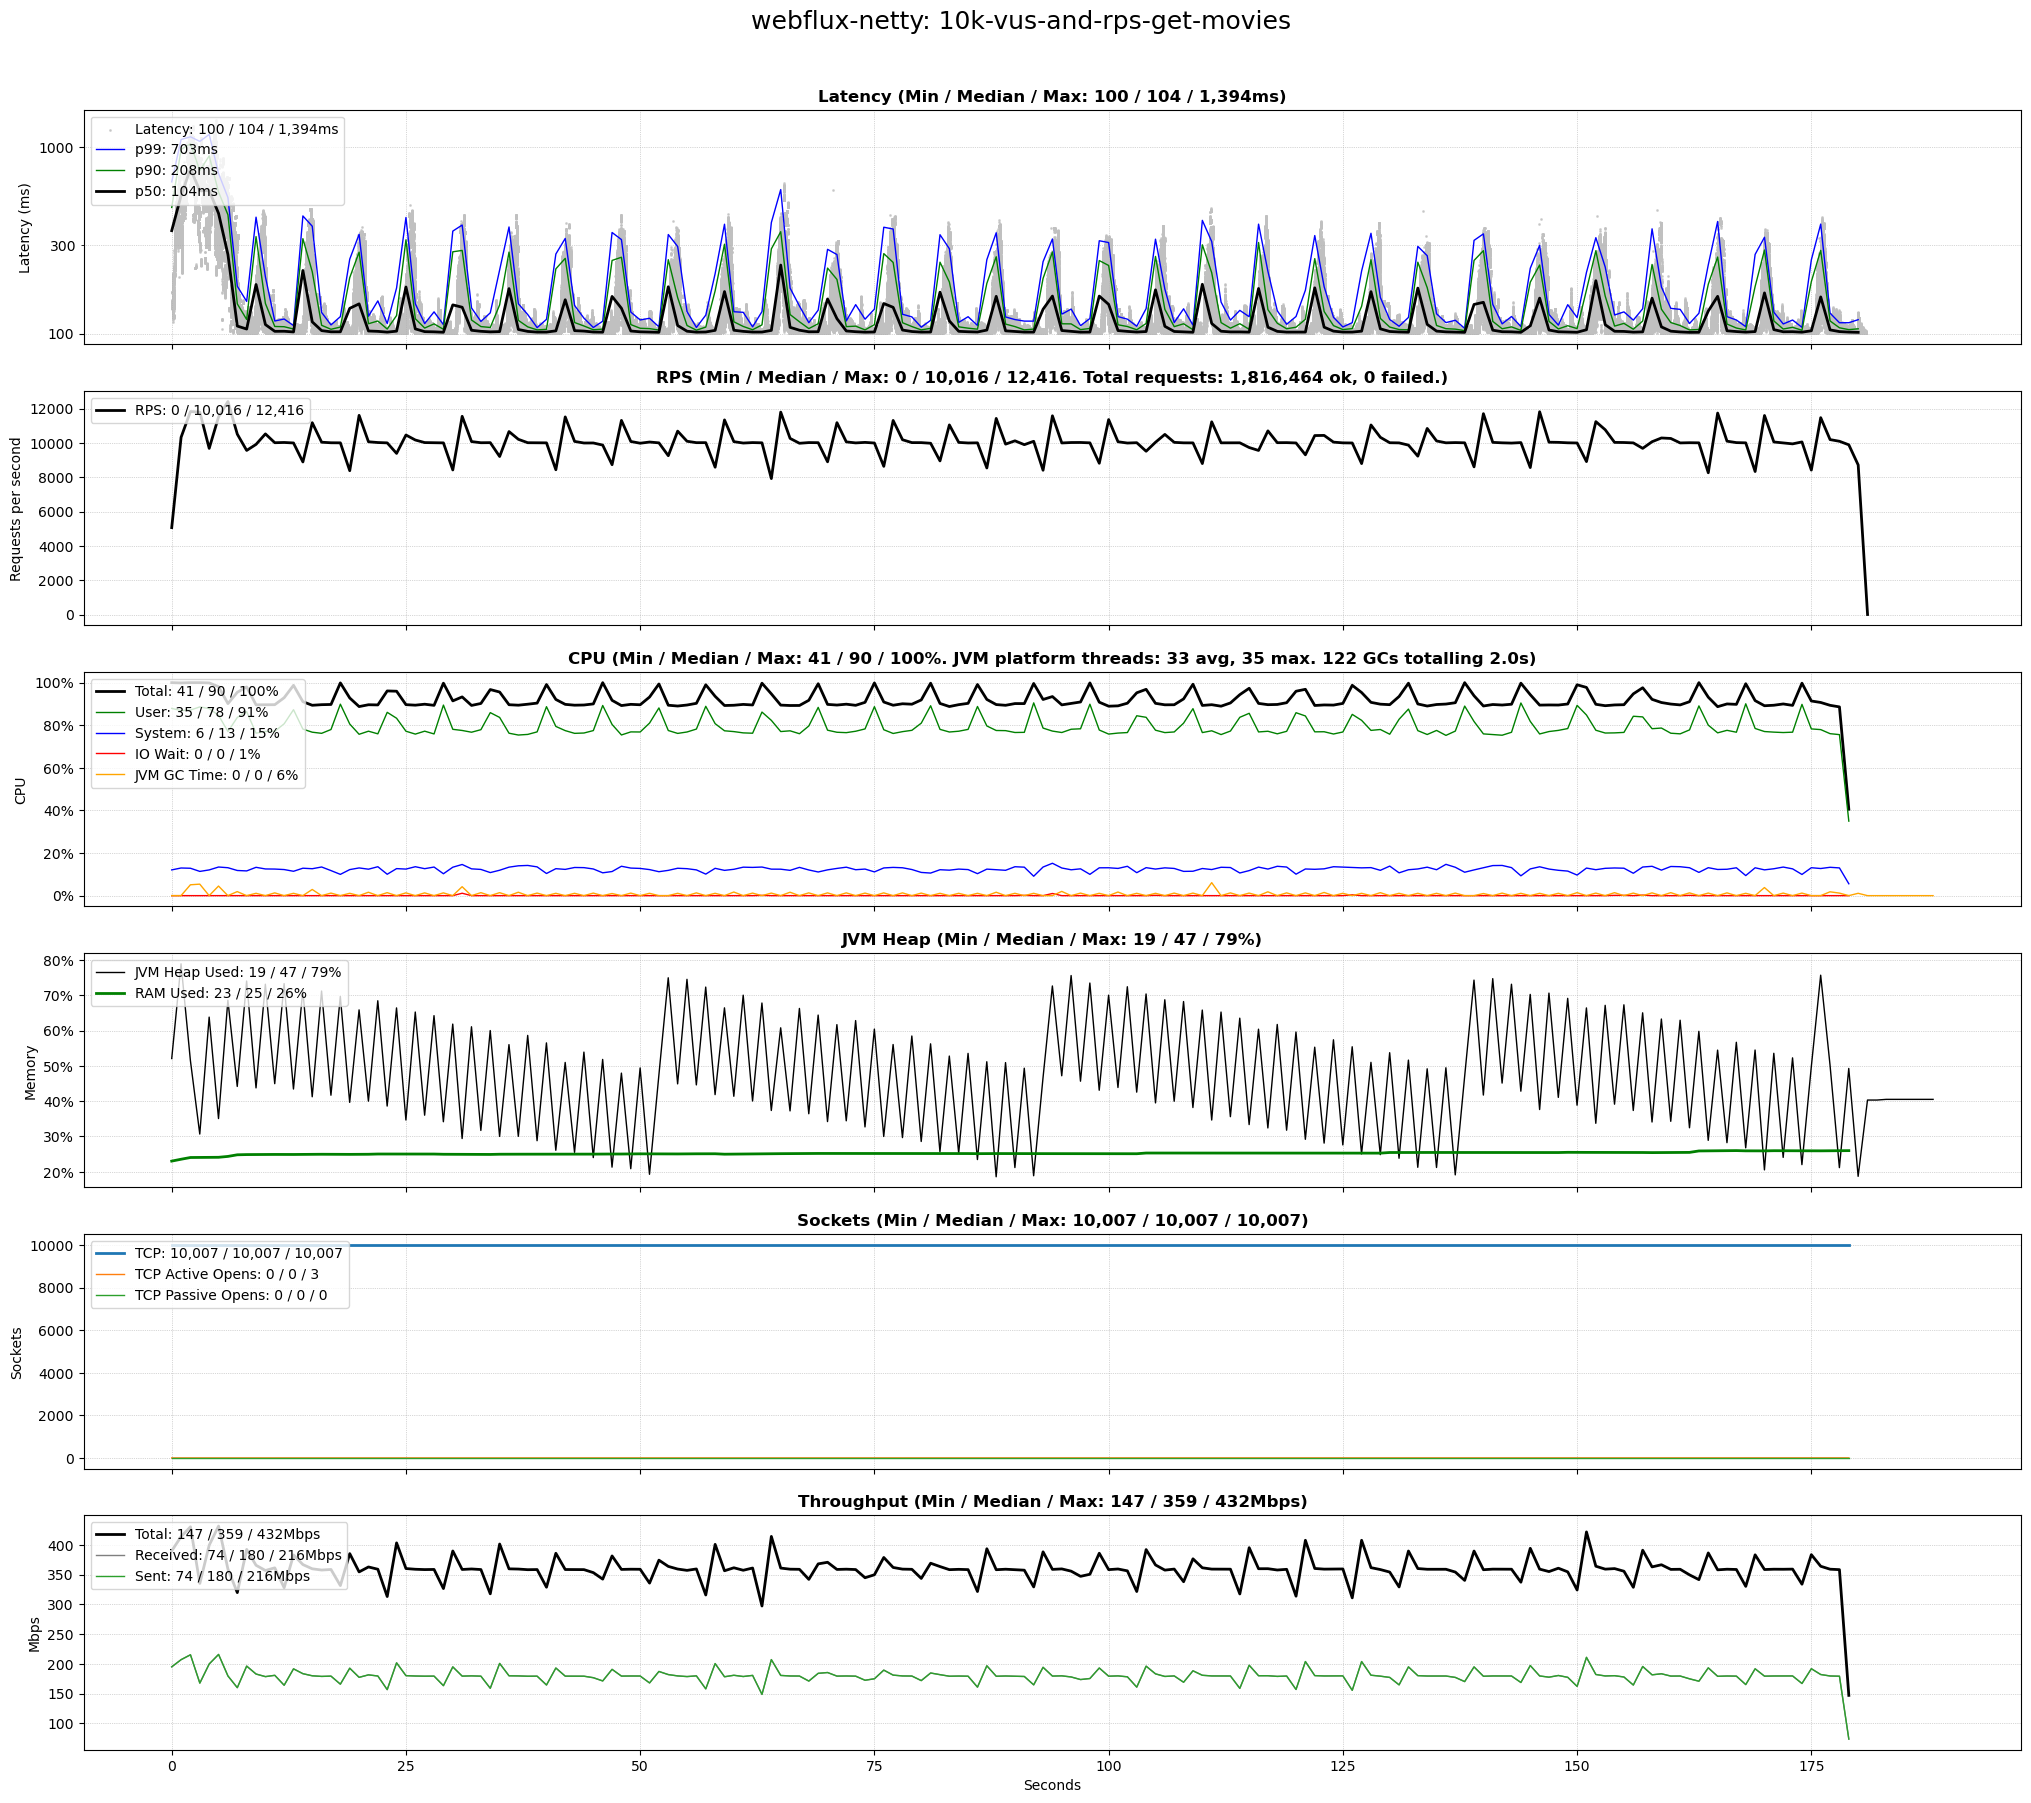 webflux-netty: 10k-vus-and-rps-get-movies
Latency (Min / Median / Max: 100 / 104 / 1,394ms)
Latency: 100 / 104 / 1,394ms
p99: 703ms
p90: 208ms
p50: 104ms
Latency (ms)
1000
300
100
RPS (Min / Median / Max: 0 / 10,016 / 12,416. Total requests: 1,816,464 ok, 0 failed.)
RPS: 0 / 10,016 / 12,416
Requests per second
12000
10000
8000
6000
4000
2000
0
CPU (Min / Median / Max: 41 / 90 / 100%. JVM platform threads: 33 avg, 35 max. 122 GCs totalling 2.0s)
Total: 41 / 90 / 100%
User: 35 / 78 / 91%
System: 6 / 13 / 15%
IO Wait: 0 / 0 / 1%
JVM GC Time: 0 / 0 / 6%
CPU
100%
80%
60%
40%
20%
0%
JVM Heap (Min / Median / Max: 19 / 47 / 79%)
JVM Heap Used: 19 / 47 / 79%
RAM Used: 23 / 25 / 26%
Memory
80%
70%
60%
50%
40%
30%
20%
Sockets (Min / Median / Max: 10,007 / 10,007 / 10,007)
TCP: 10,007 / 10,007 / 10,007
TCP Active Opens: 0 / 0 / 3
TCP Passive Opens: 0 / 0 / 0
Sockets
10000
8000
6000
4000
2000
0
Throughput (Min / Median / Max: 147 / 359 / 432Mbps)
Total: 147 / 359 / 432Mbps
Received: 74 / 180 / 216Mbps
Sent: 74 / 180 / 216Mbps
Mbps
400
350
300
250
200
150
100
0 25 50 75 100 125 150 175
Seconds